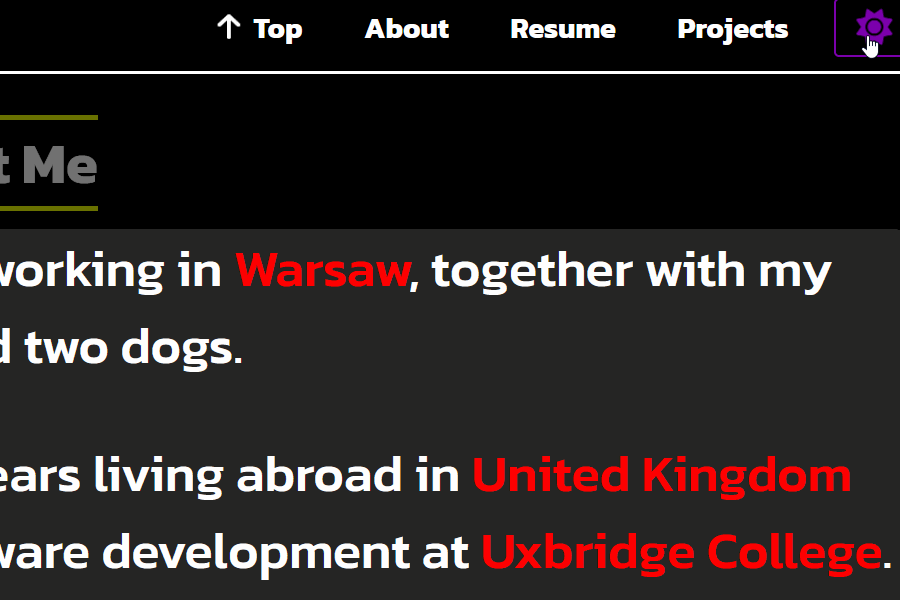 Top About Resume Projects
t Me
working in Warsaw, together with my
d two dogs.
ears living abroad in United Kingdom
ware development at Uxbridge College.